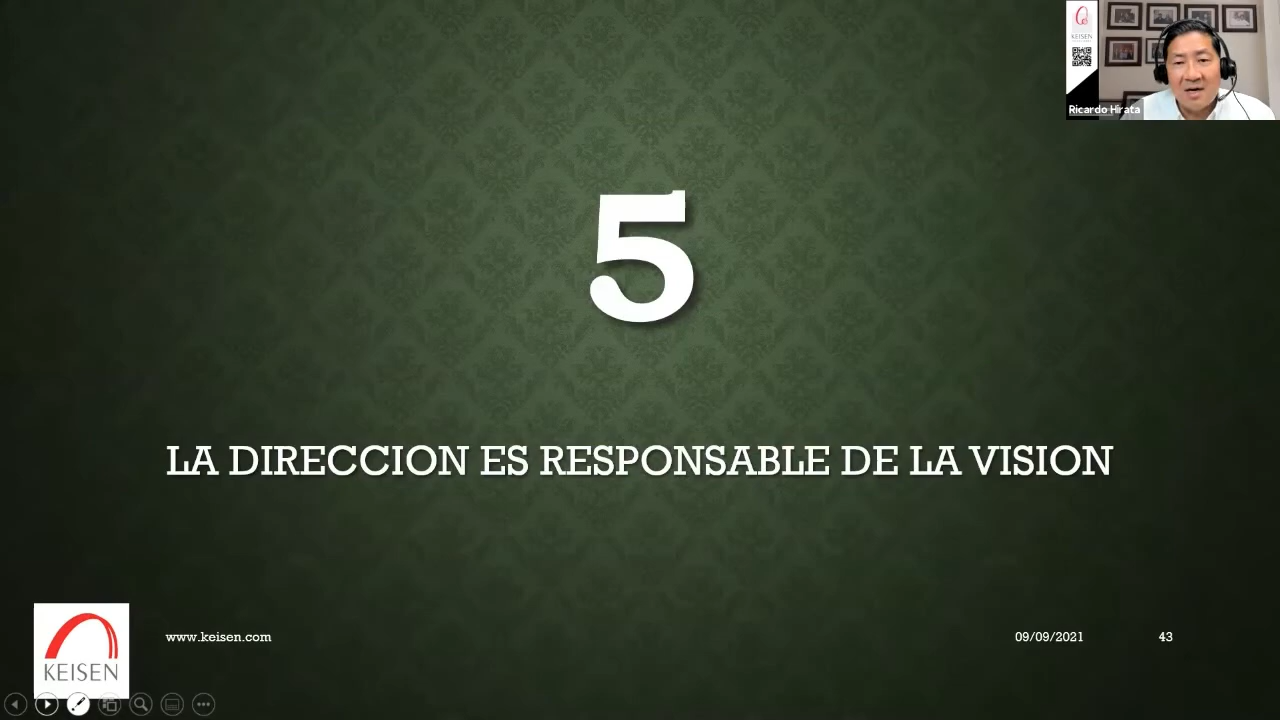 KEISEN
Ricardo Hirata
5
LA DIRECCION ES RESPONSABLE DE LA VISION
KEISEN
www.keisen.com
09/09/2021
43